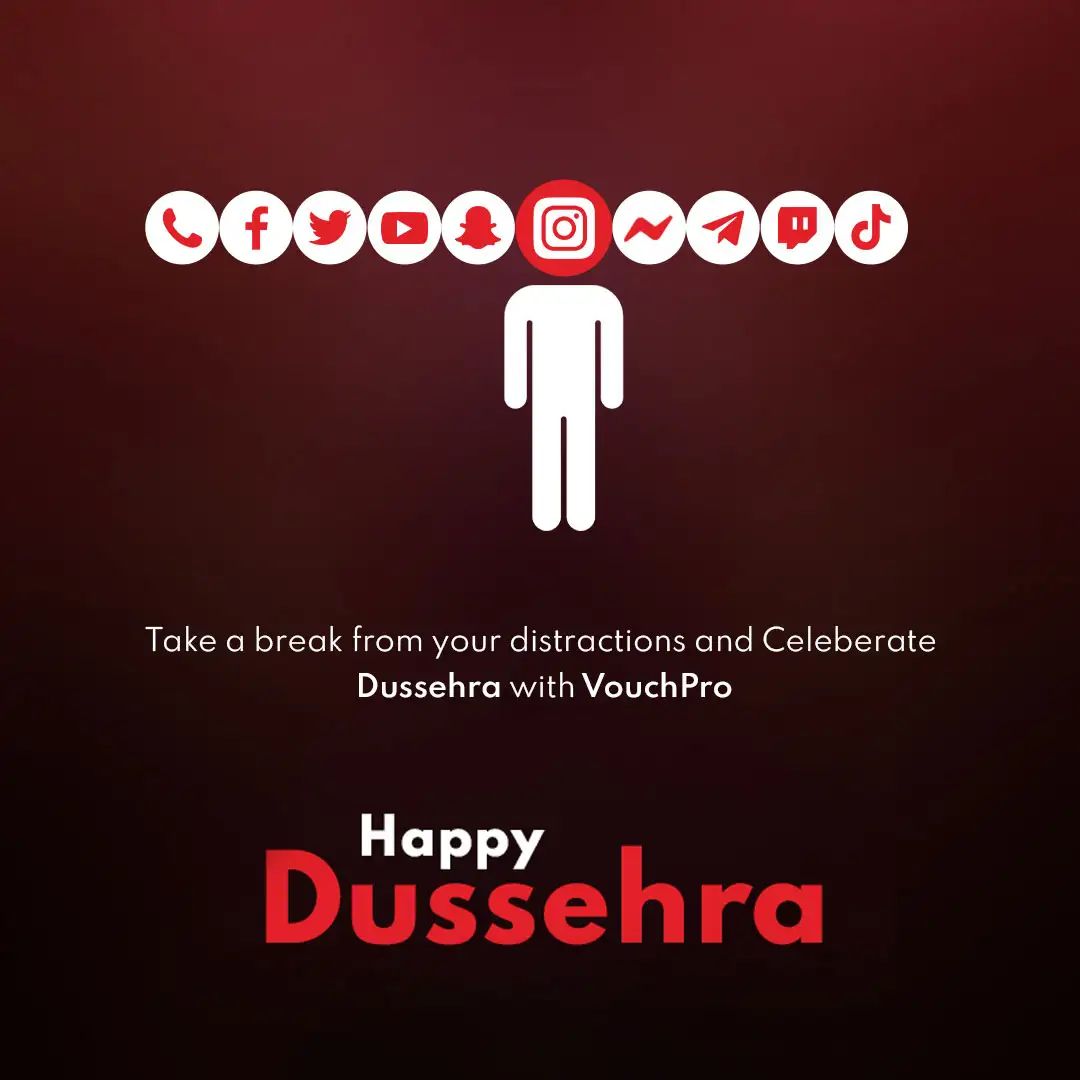 Take a break from your distractions and Celeberate
Dussehra with VouchPro
Happy
Dussehra